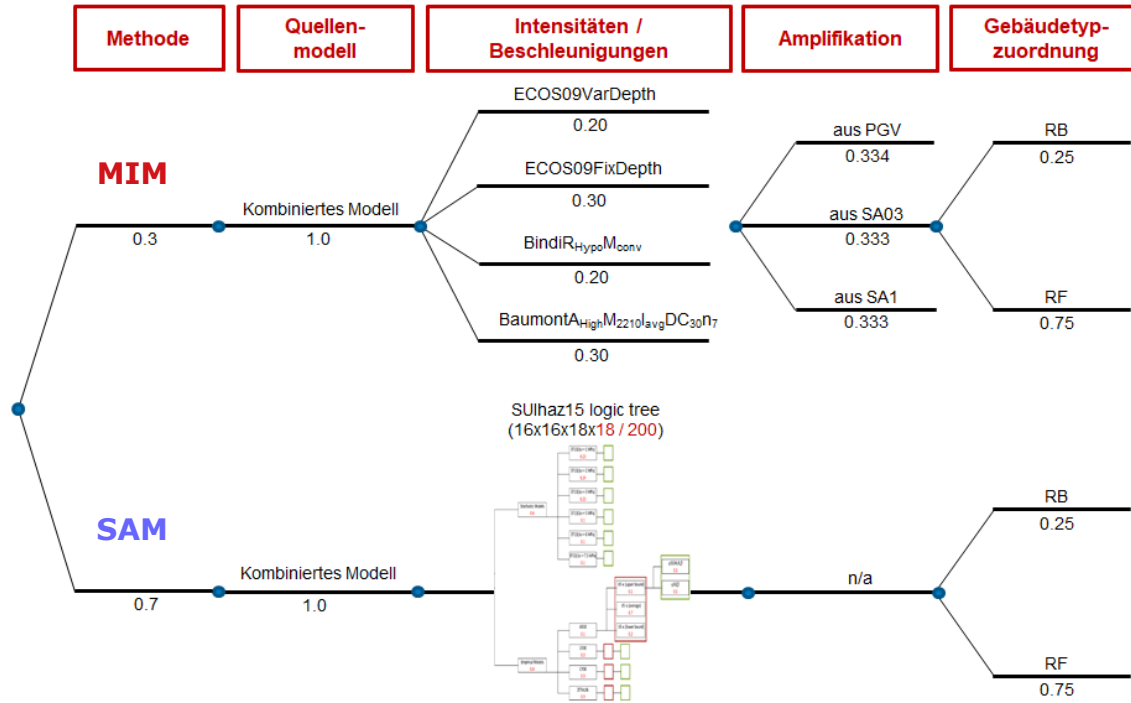 Methode
Quellen-
modell
Intensitäten /
Beschleunigungen
Amplifikation
Gebäudetyp-
zuordnung
MIM
0.3
Kombiniertes Modell
1.0
ECOS09VarDepth
0.20
ECOS09FixDepth
0.30
BindiR_HypoM_conv
0.20
BaumontA_HighM_2210I_avgDC_30n_7
0.30
aus PGV
0.334
aus SA03
0.333
aus SA1
0.333
RB
0.25
RF
0.75
SUIhaz15 logic tree
(16x16x18x18 / 200)
SAM
0.7
Kombiniertes Modell
1.0
n/a
RB
0.25
RF
0.75